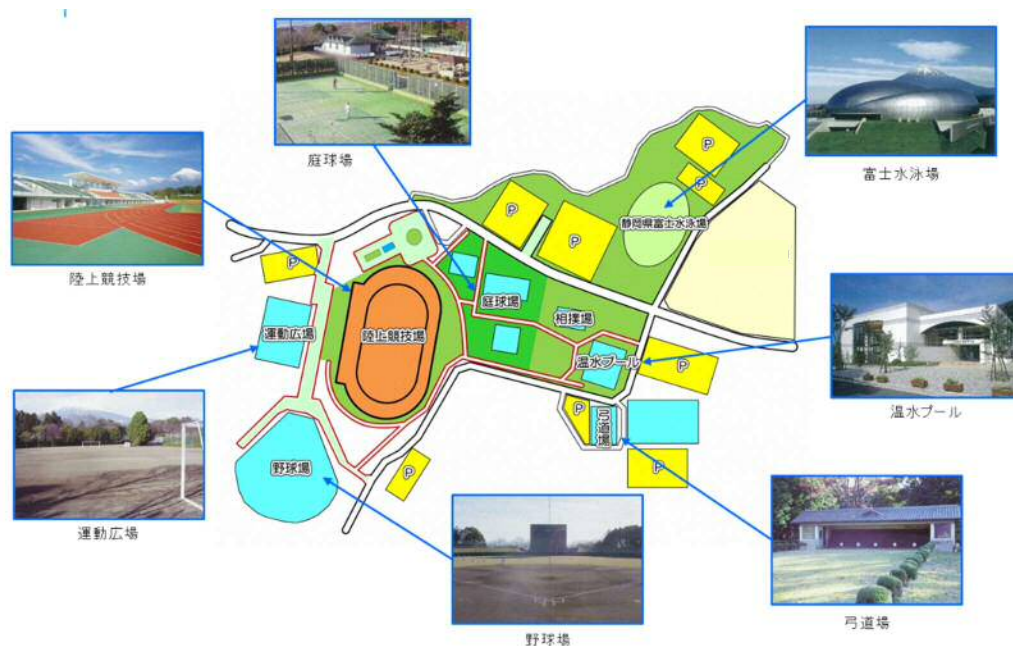 庭球場
富士水泳場
陸上競技場
P
P
静岡県富士水泳場
P
P
P
庭球場
運動広場
陸上競技場
相撲場
温水プール
P
温水プール
P
弓道場
野球場
P
P
運動広場
野球場
弓道場